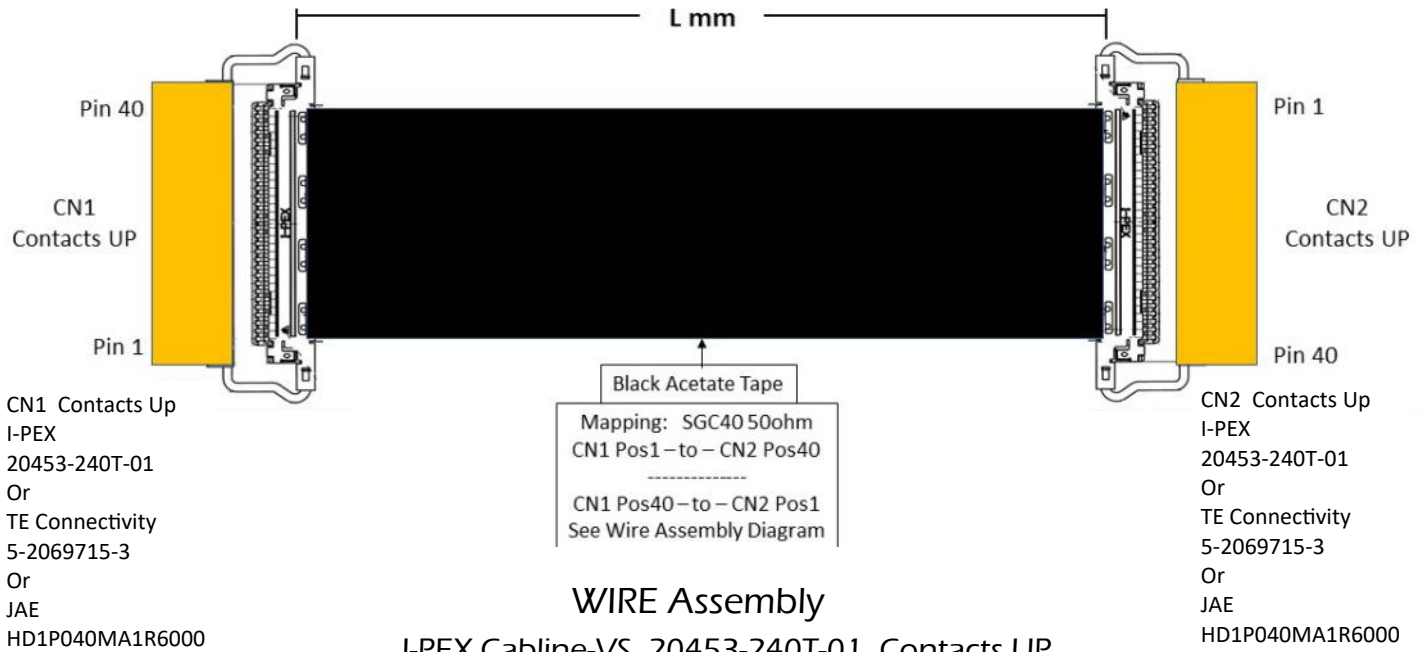 L mm
Pin 40
Pin 1
CN1
Contacts UP
CN2
Contacts UP
I-PEX
I-PEX
Pin 1
Pin 40
Black Acetate Tape
Mapping: SGC40 50ohm
CN1 Pos1 – to – CN2 Pos40
-------------
CN1 Pos40 – to – CN2 Pos1
See Wire Assembly Diagram
CN1 Contacts Up
I-PEX
20453-240T-01
Or
TE Connectivity
5-2069715-3
Or
JAE
HD1P040MA1R6000
CN2 Contacts Up
I-PEX
20453-240T-01
Or
TE Connectivity
5-2069715-3
Or
JAE
HD1P040MA1R6000
WIRE Assembly
I-PEX Cabline-VS 20453-240T-01 Contacts UP